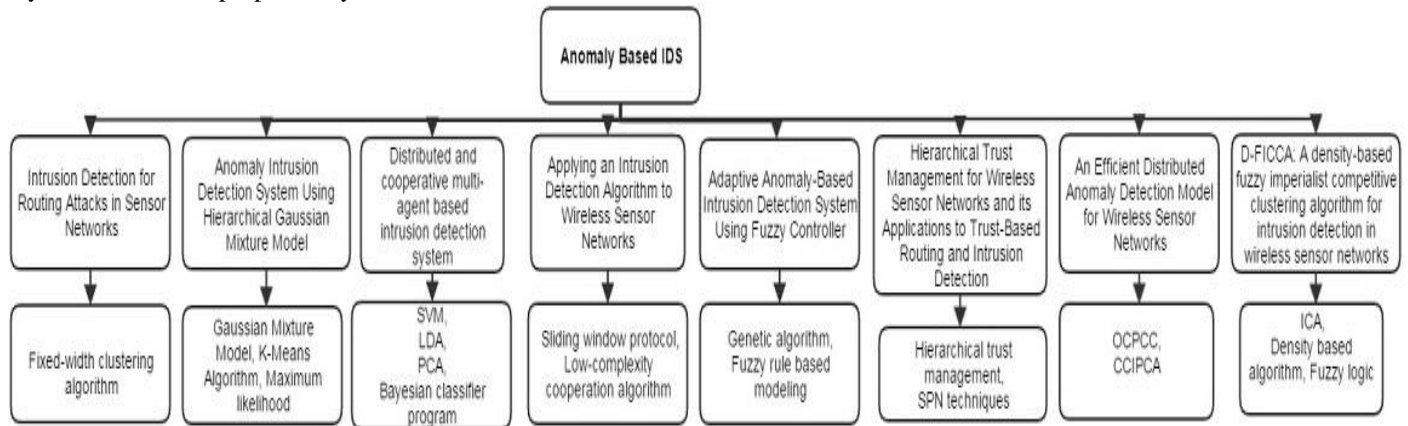 Anomaly Based IDS
Intrusion Detection for
Routing Attacks in Sensor
Networks
Anomaly Intrusion
Detection System Using
Hierarchical Gaussian
Mixture Model
Distributed and
cooperative multi-
agent based
intrusion detection
system
Applying an Intrusion
Detection Algorithm to
Wireless Sensor
Networks
Adaptive Anomaly-Based
Intrusion Detection System
Using Fuzzy Controller
Hierarchical Trust
Management for Wireless
Sensor Networks and its
Applications to Trust-Based
Routing and Intrusion
Detection
An Efficient Distributed
Anomaly Detection Model
for Wireless Sensor
Networks
D-FICCA: A density-based
fuzzy imperialist competitive
clustering algorithm for
intrusion detection in
wireless sensor networks
Fixed-width clustering
algorithm
Gaussian Mixture
Model, K-Means
Algorithm, Maximum
likelihood
SVM,
LDA,
PCA,
Bayesian classifier
program
Sliding window protocol,
Low-complexity
cooperation algorithm
Genetic algorithm,
Fuzzy rule based
modeling
Hierarchical trust
management,
SPN techniques
OCPCC,
CCIPCA
ICA,
Density based
algorithm, Fuzzy logic